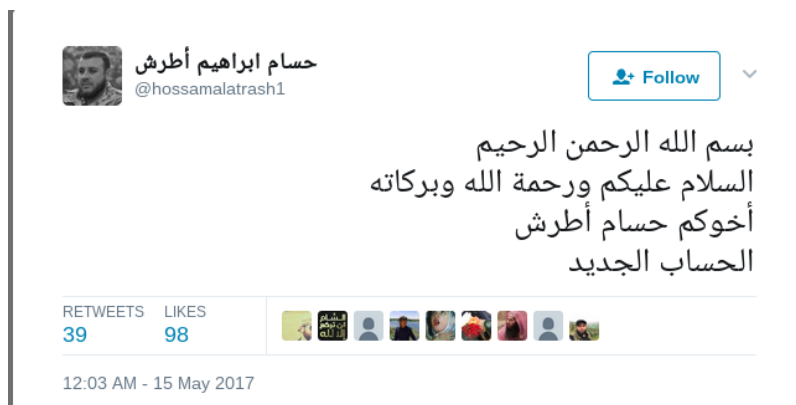 حسام ابراهيم أطرش
@hossamalatrash1
Follow
بسم الله الرحمن الرحيم
السلام عليكم ورحمة الله وبركاته
أخوكم حسام أطرش
الحساب الجديد
RETWEETS LIKES
39 98
12:03 AM - 15 May 2017